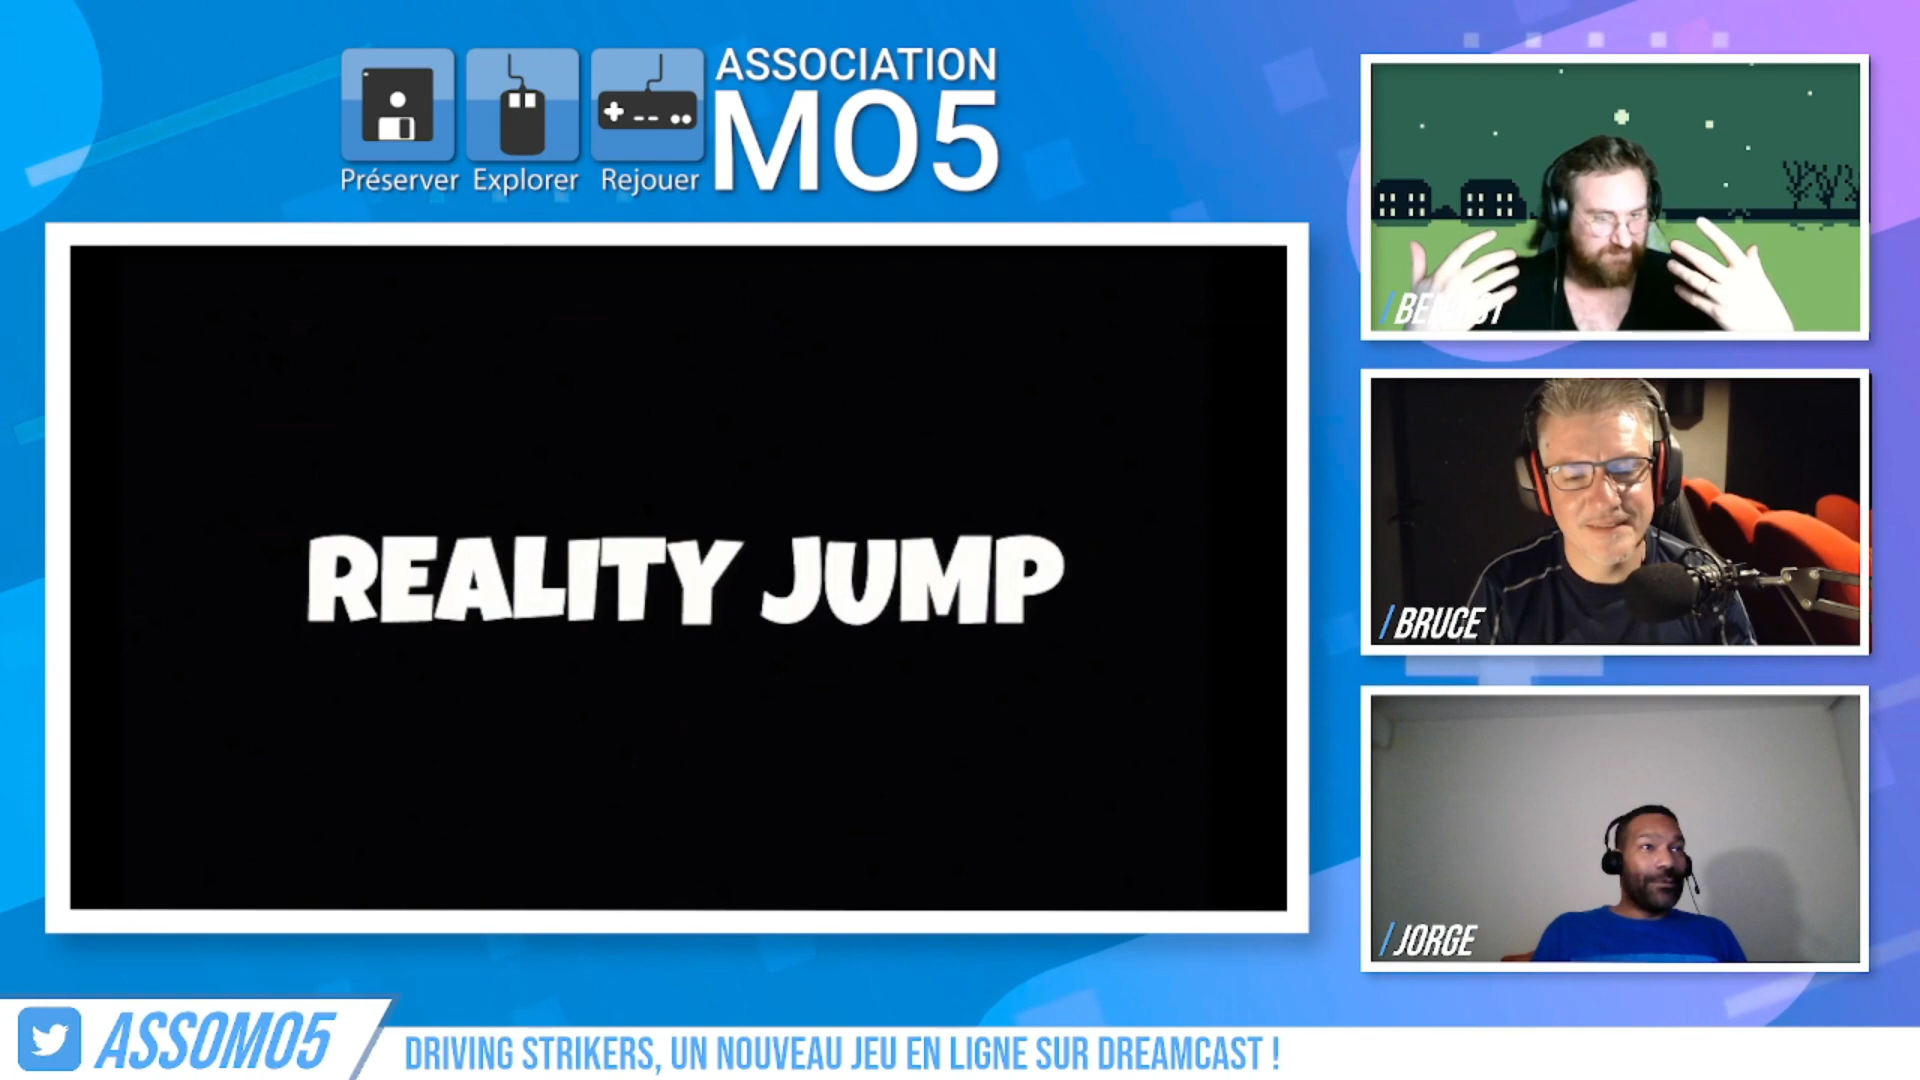 ASSOCIATION
MO5
Préserver Explorer Rejouer
REALITY JUMP
/BRUCE
/JORGE
ASSOMO5
DRIVING STRIKERS, UN NOUVEAU JEU EN LIGNE SUR DREAMCAST !